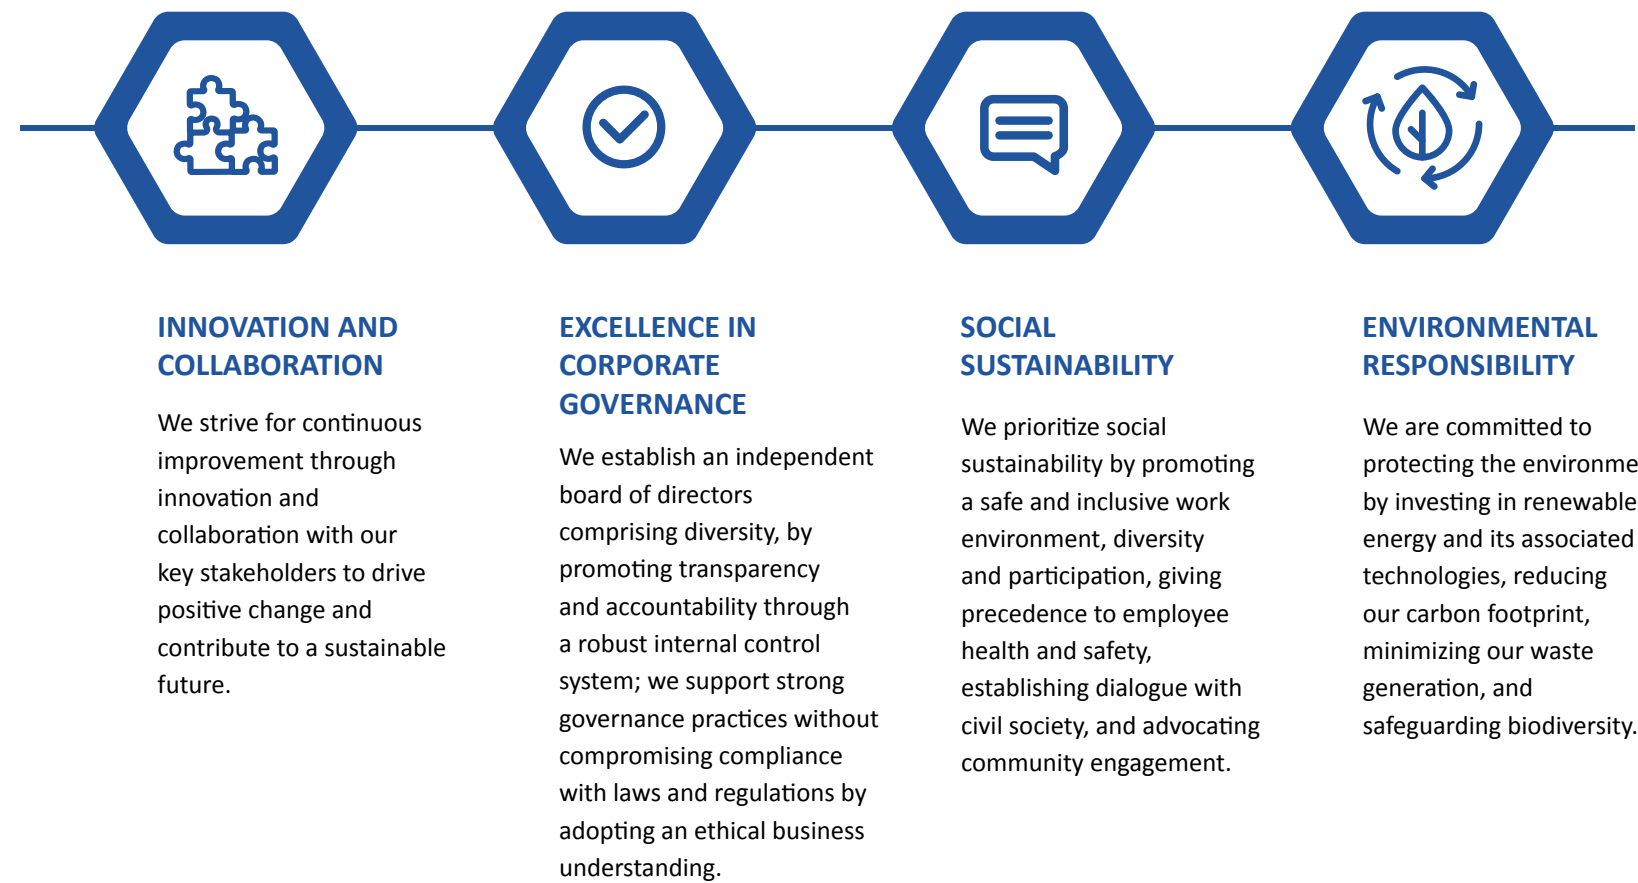 INNOVATION AND
COLLABORATION
We strive for continuous
improvement through
innovation and
collaboration with our
key stakeholders to drive
positive change and
contribute to a sustainable
future.
EXCELLENCE IN
CORPORATE
GOVERNANCE
We establish an independent
board of directors
comprising diversity, by
promoting transparency
and accountability through
a robust internal control
system; we support strong
governance practices without
compromising compliance
with laws and regulations by
adopting an ethical business
understanding.
SOCIAL
SUSTAINABILITY
We prioritize social
sustainability by promoting
a safe and inclusive work
environment, diversity
and participation, giving
precedence to employee
health and safety,
establishing dialogue with
civil society, and advocating
community engagement.
ENVIRONMENTAL
RESPONSIBILITY
We are committed to
protecting the environme
by investing in renewable
energy and its associated
technologies, reducing
our carbon footprint,
minimizing our waste
generation, and
safeguarding biodiversity.